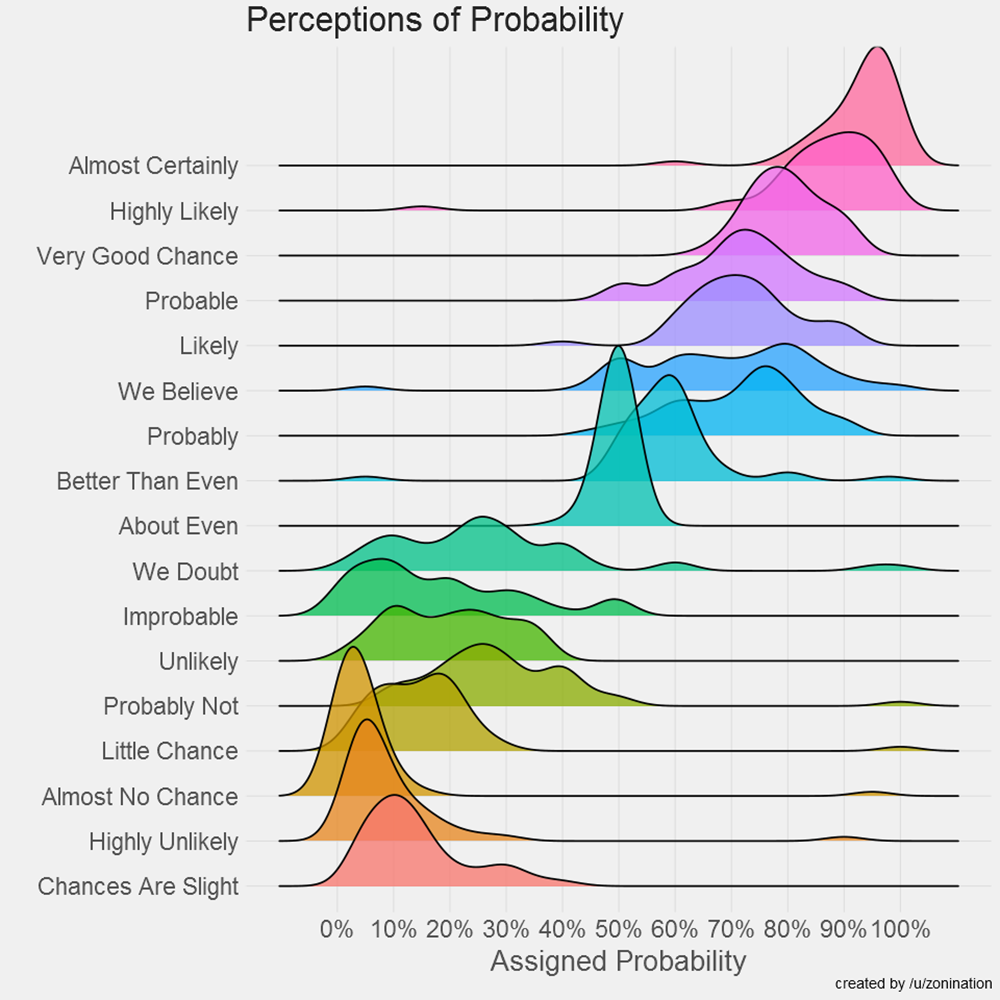 Perceptions of Probability
Almost Certainly
Highly Likely
Very Good Chance
Probable
Likely
We Believe
Probably
Better Than Even
About Even
We Doubt
Improbable
Unlikely
Probably Not
Little Chance
Almost No Chance
Highly Unlikely
Chances Are Slight
0% 10% 20% 30% 40% 50% 60% 70% 80% 90% 100%
Assigned Probability
created by /u/zonination